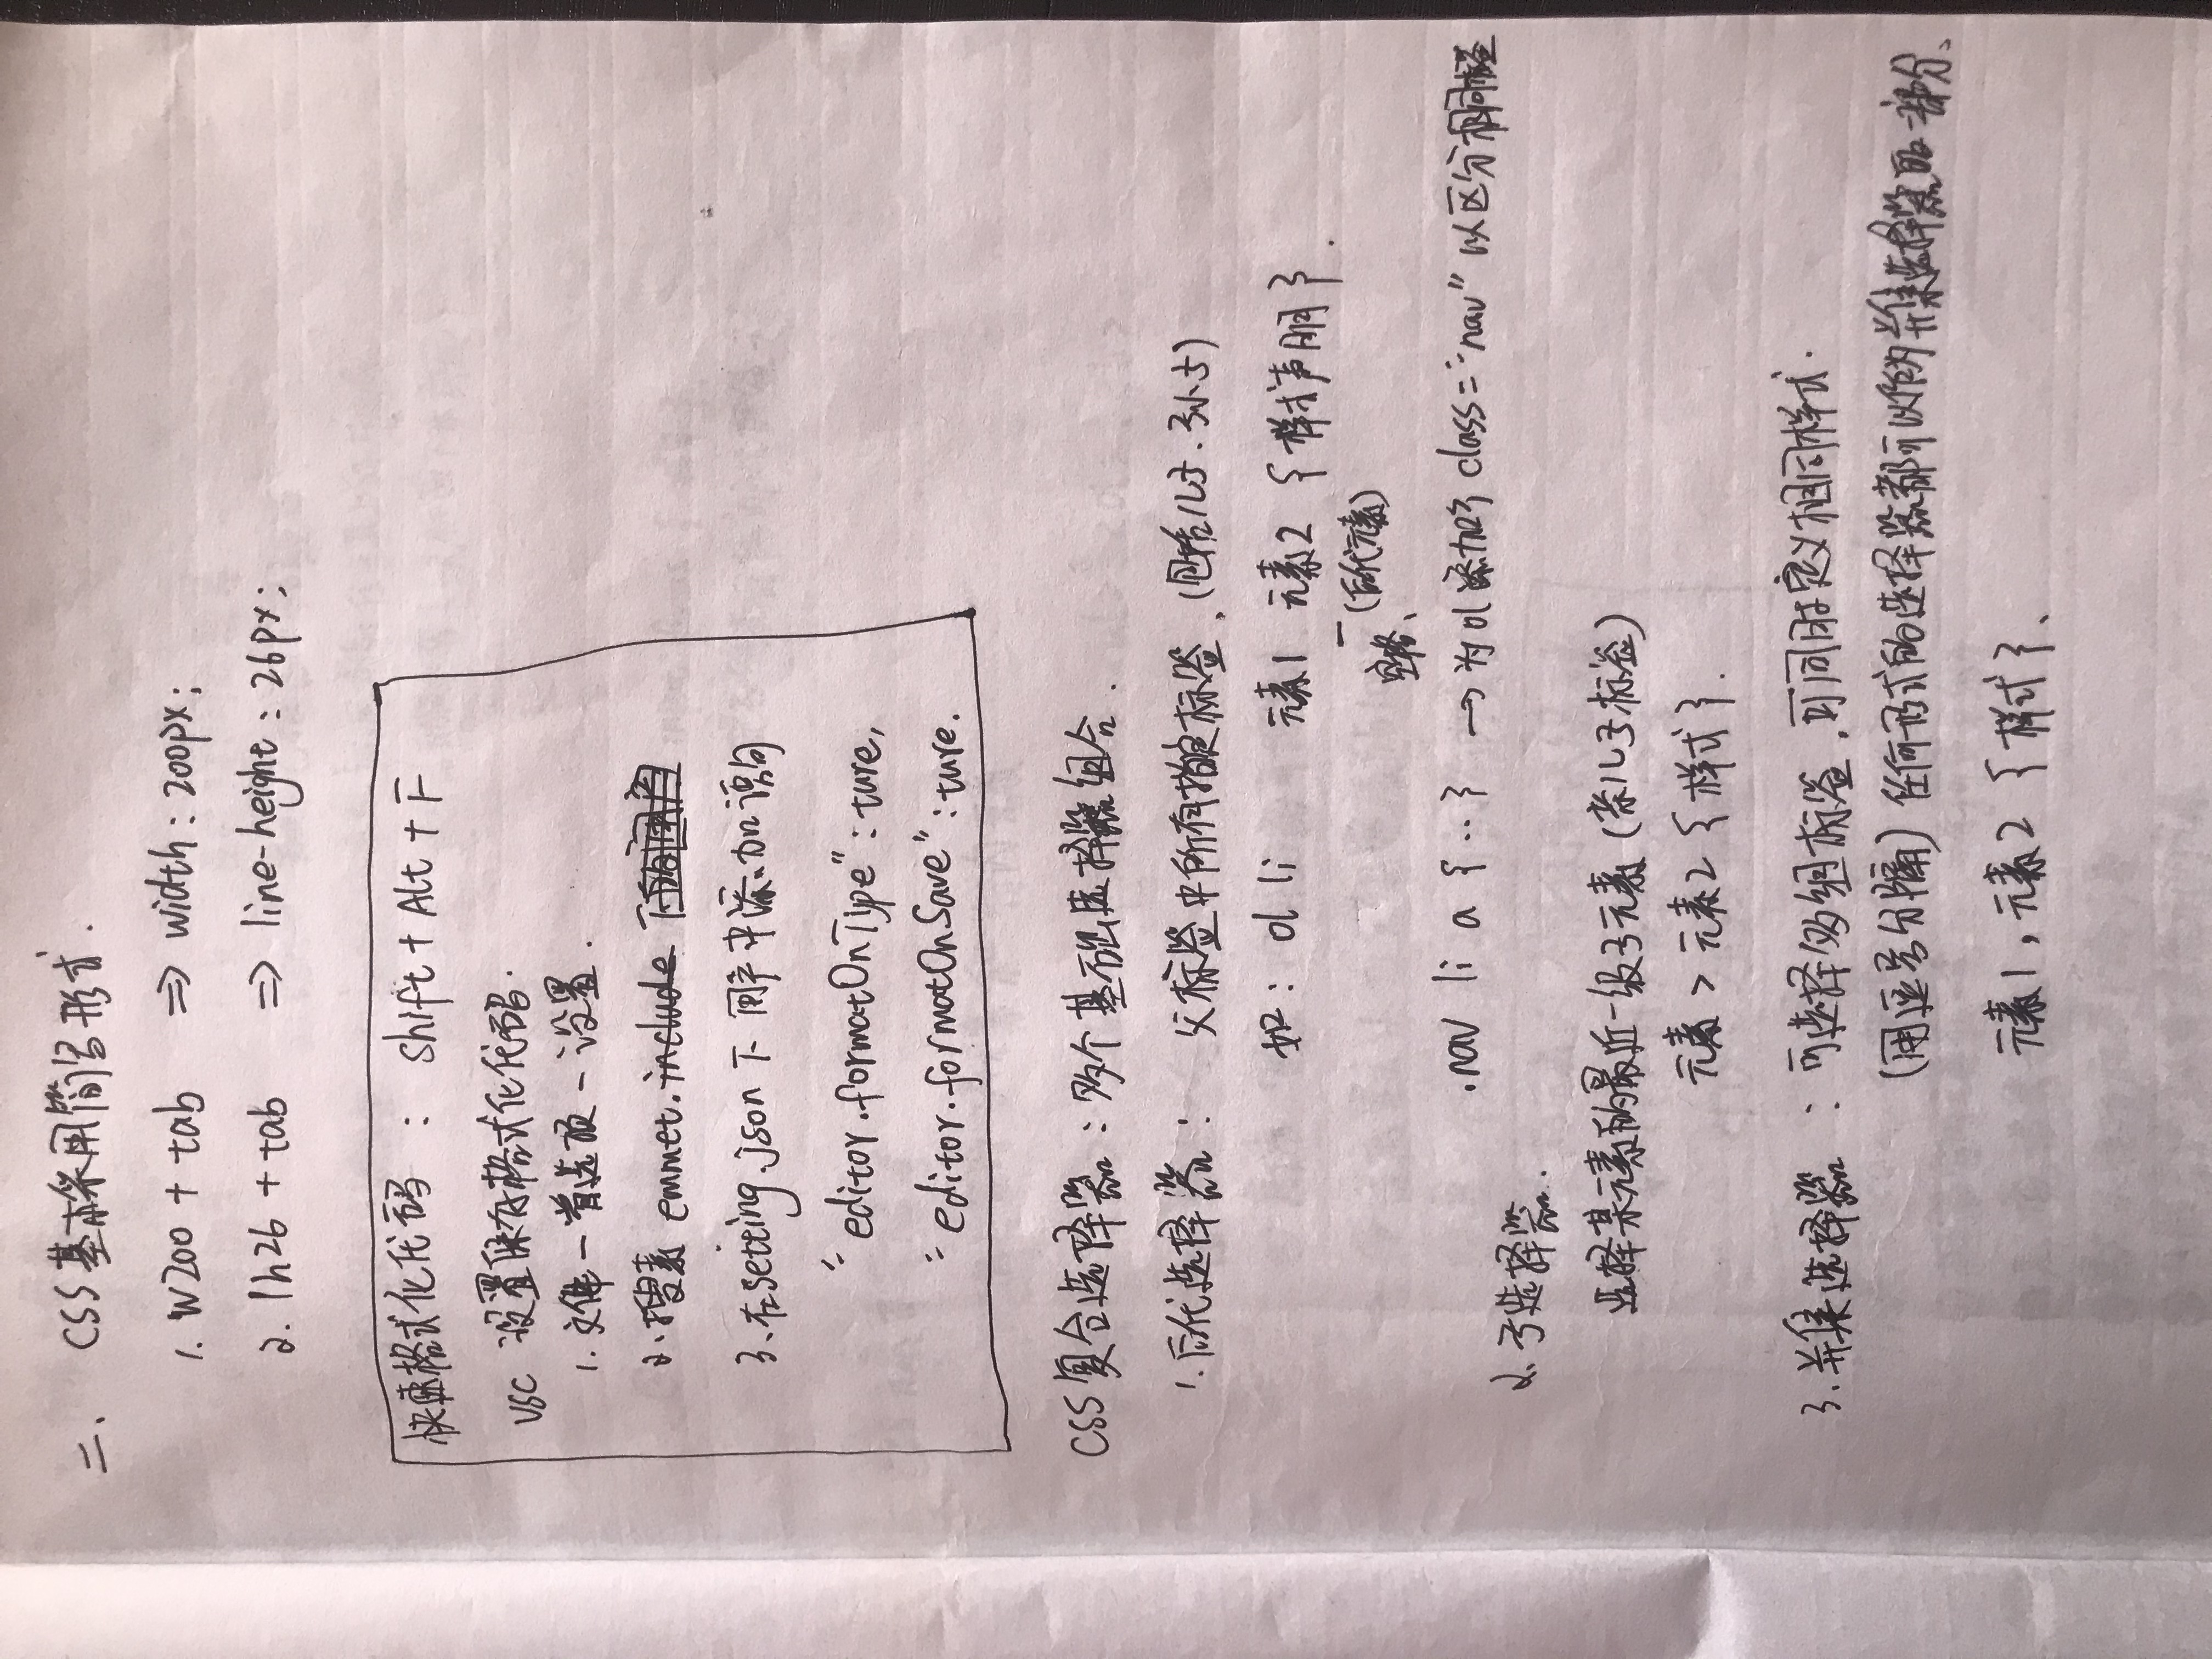 二、 CSS基本采用简写形式.
1. w200 + tab ⇒ width: 200px;
2. lh26 + tab ⇒ line-height: 26px;
快速格式化代码 : shift + Alt + F
VSC 设置保存格式化代码.
1. 文件 — 首选项 — 设置.
2、搜素 emmet.include 下的
3、在setting.json 下 用户中添加语句
"editor.formatOnType": ture,
"editor.formatOnSave": ture.
CSS复合选择器 : 多个基础选择器组合.
1. 后代选择器 : 父标签中所有指定标签, (包括儿子、孙子)
如: ol li 元素1 元素2 { 样式声明 }.
(后代元素)
空格、
.nav li a {..} → 为ol添加了 class="nav" 以区分相同标签
2、子选择器.
选择某元素的最近一级子元素 (亲儿子标签)
元素 > 元素2 { 样式 }.
3、并集选择器 : 可选择多组标签, 可同时定义相同样式.
(用逗号分隔) 任何形式的选择器都可以作为并集选择器的一部分、
元素1, 元素2 { 样式 }、